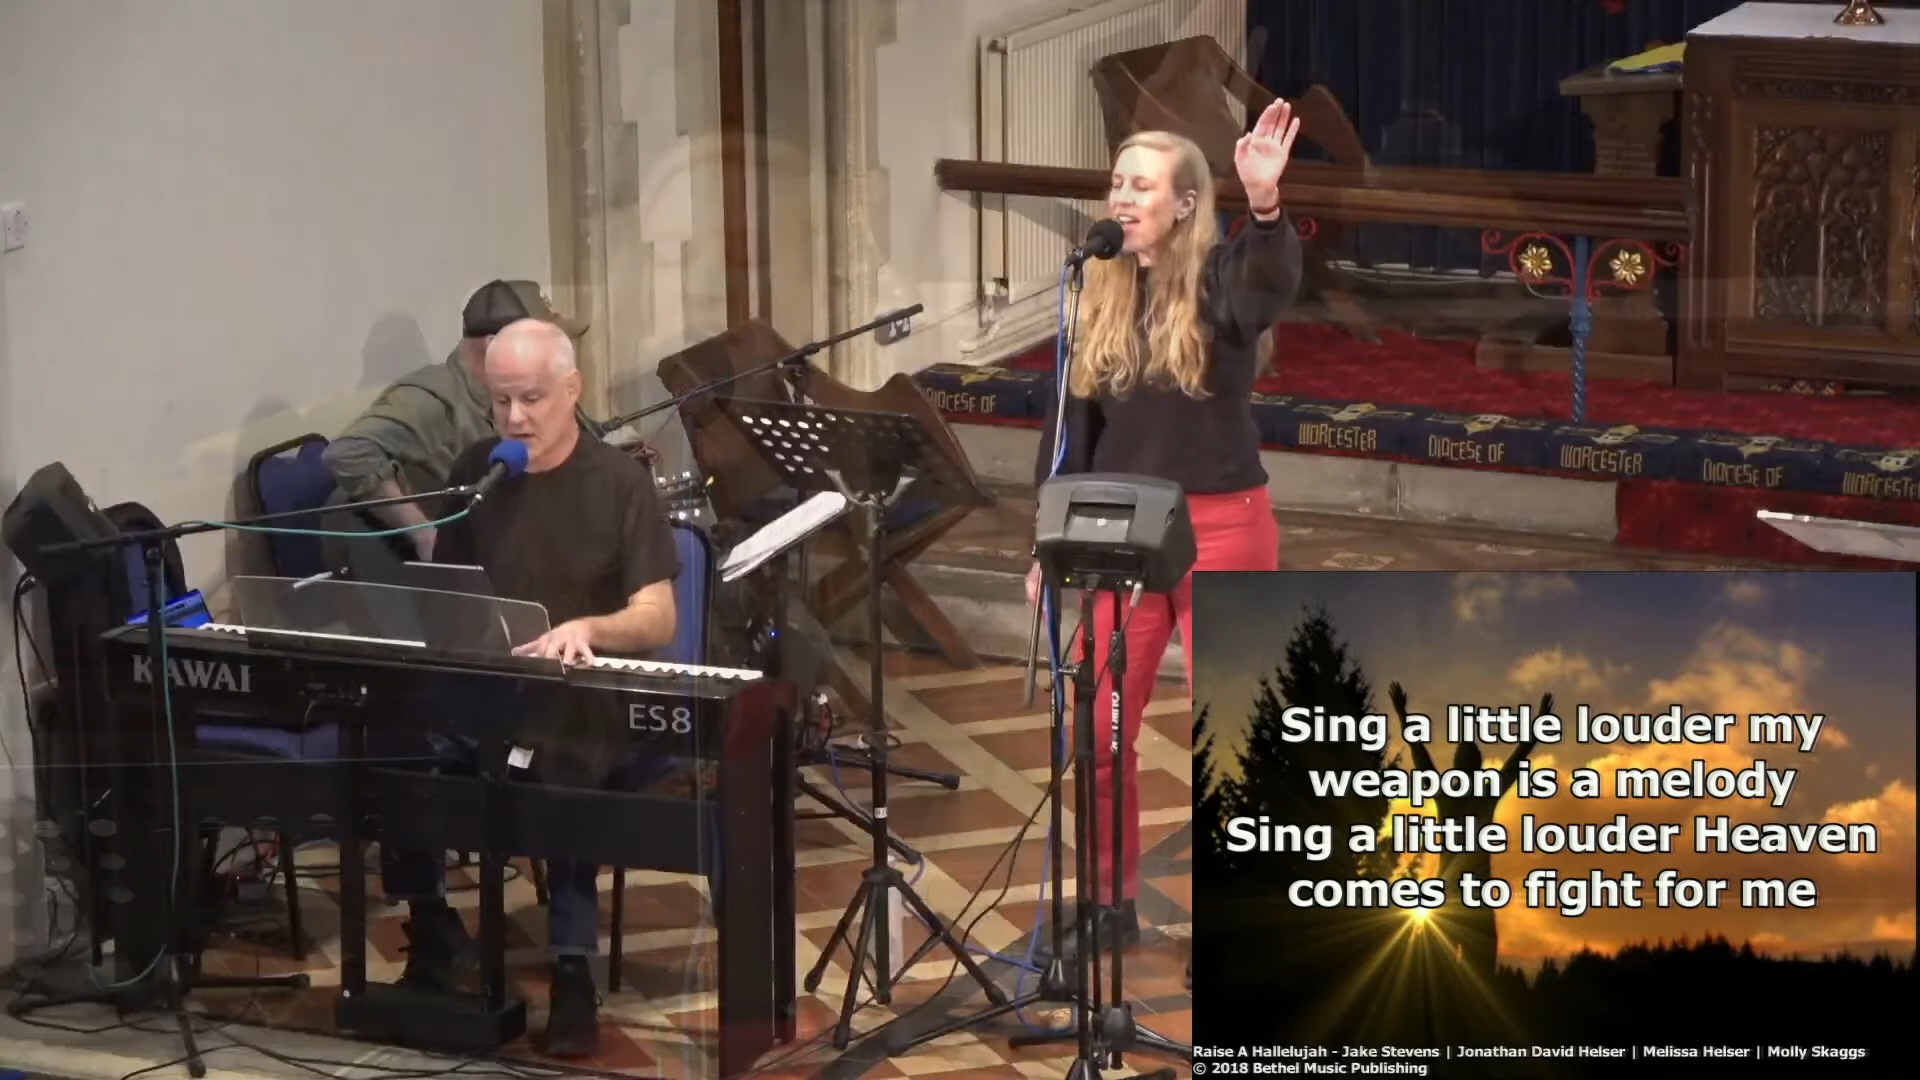 DIOCESE OF
WORCESTER
DIOCESE OF
WORCESTER
DIOCESE OF
WORCESTER
KAWAI
ES8
Sing a little louder my
weapon is a melody
Sing a little louder Heaven
comes to fight for me
Raise A Hallelujah - Jake Stevens | Jonathan David Helser | Melissa Helser | Molly Skaggs
© 2018 Bethel Music Publishing